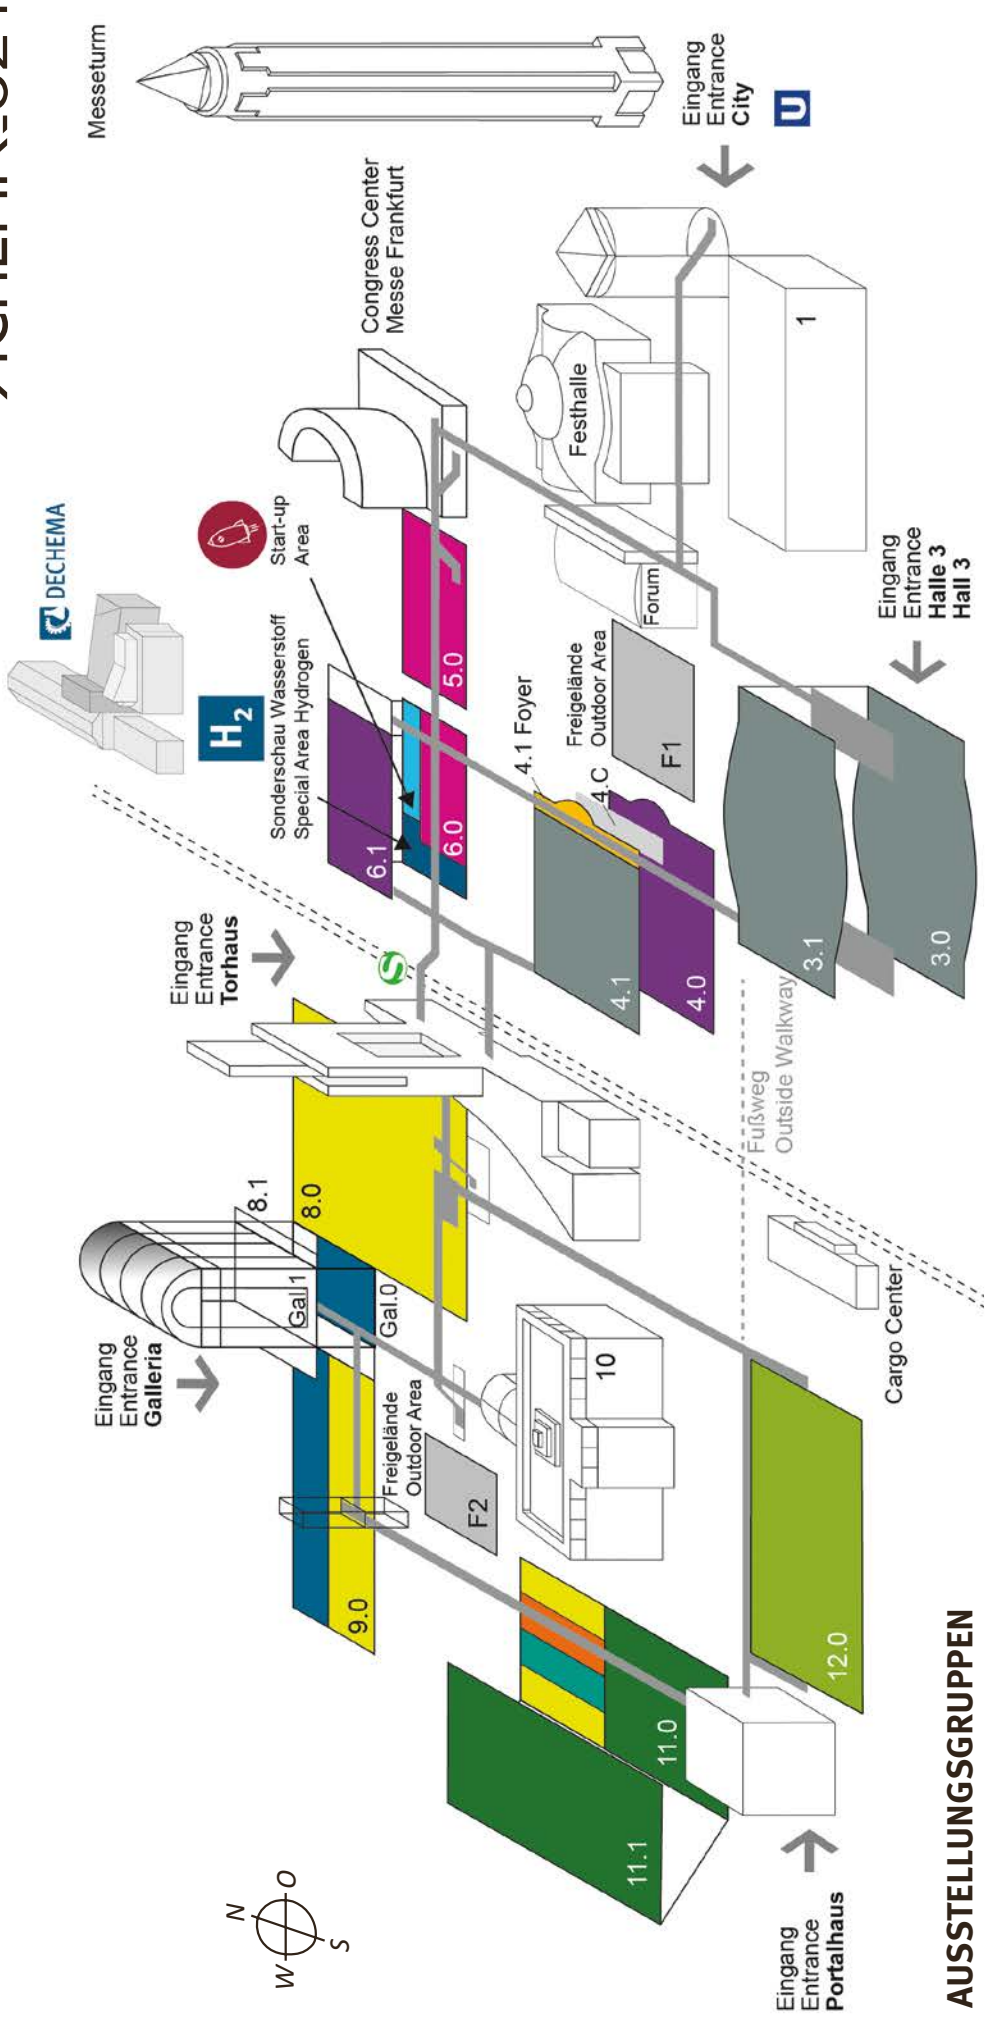 Messeturm
DECHEMA
H2
Sonderschau Wasserstoff
Special Area Hydrogen
Start-up
Area
Congress Center
Messe Frankfurt
Eingang
Entrance
Galleria
Eingang
Entrance
Torhaus
N
W
O
S
8.1
8.0
Gal.1
Gal.0
9.0
Freigelände
Outdoor Area
F2
10
S
6.1
6.0
5.0
4.1 Foyer
4.C
4.1
4.0
Freigelände
Outdoor Area
F1
Forum
Festhalle
1
Eingang
Entrance
City
U
11.1
11.0
12.0
Fußweg
Outside Walkway
Cargo Center
3.1
3.0
Eingang
Entrance
Halle 3
Hall 3
Eingang
Entrance
Portalhaus
AUSSTELLUNGSGRUPPEN